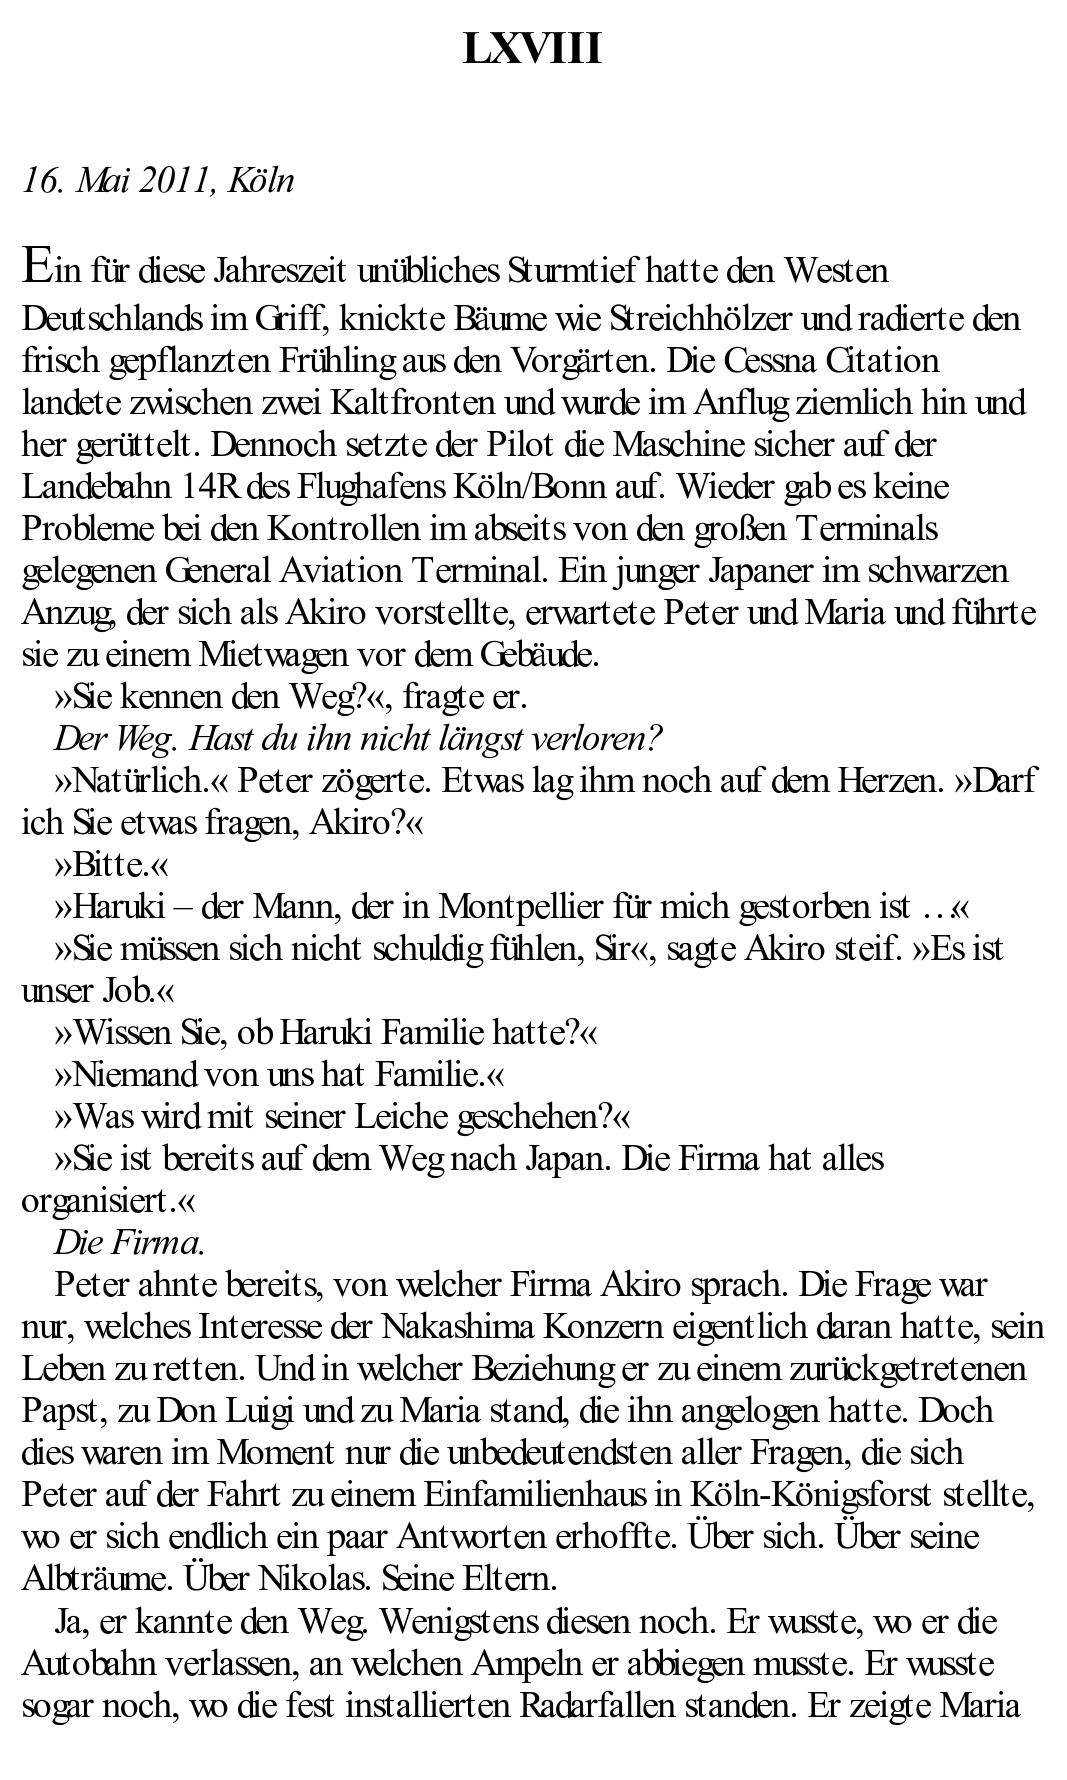 LXVIII
16. Mai 2011, Köln
Ein für diese Jahreszeit unübliches Sturmtief hatte den Westen
Deutschlands im Griff, knickte Bäume wie Streichhölzer und radierte den
frisch gepflanzten Frühling aus den Vorgärten. Die Cessna Citation
landete zwischen zwei Kaltfronten und wurde im Anflug ziemlich hin und
her gerüttelt. Dennoch setzte der Pilot die Maschine sicher auf der
Landebahn 14R des Flughafens Köln/Bonn auf. Wieder gab es keine
Probleme bei den Kontrollen im abseits von den großen Terminals
gelegenen General Aviation Terminal. Ein junger Japaner im schwarzen
Anzug, der sich als Akiro vorstellte, erwartete Peter und Maria und führte
sie zu einem Mietwagen vor dem Gebäude.
»Sie kennen den Weg?«, fragte er.
Der Weg. Hast du ihn nicht längst verloren?
»Natürlich.« Peter zögerte. Etwas lag ihm noch auf dem Herzen. »Darf
ich Sie etwas fragen, Akiro?«
»Bitte.«
»Haruki – der Mann, der in Montpellier für mich gestorben ist …«
»Sie müssen sich nicht schuldig fühlen, Sir«, sagte Akiro steif. »Es ist
unser Job.«
»Wissen Sie, ob Haruki Familie hatte?«
»Niemand von uns hat Familie.«
»Was wird mit seiner Leiche geschehen?«
»Sie ist bereits auf dem Weg nach Japan. Die Firma hat alles
organisiert.«
Die Firma.
Peter ahnte bereits, von welcher Firma Akiro sprach. Die Frage war
nur, welches Interesse der Nakashima Konzern eigentlich daran hatte, sein
Leben zu retten. Und in welcher Beziehung er zu einem zurückgetretenen
Papst, zu Don Luigi und zu Maria stand, die ihn angelogen hatte. Doch
dies waren im Moment nur die unbedeutendsten aller Fragen, die sich
Peter auf der Fahrt zu einem Einfamilienhaus in Köln-Königsforst stellte,
wo er sich endlich ein paar Antworten erhoffte. Über sich. Über seine
Albträume. Über Nikolas. Seine Eltern.
Ja, er kannte den Weg. Wenigstens diesen noch. Er wusste, wo er die
Autobahn verlassen, an welchen Ampeln er abbiegen musste. Er wusste
sogar noch, wo die fest installierten Radarfallen standen. Er zeigte Maria